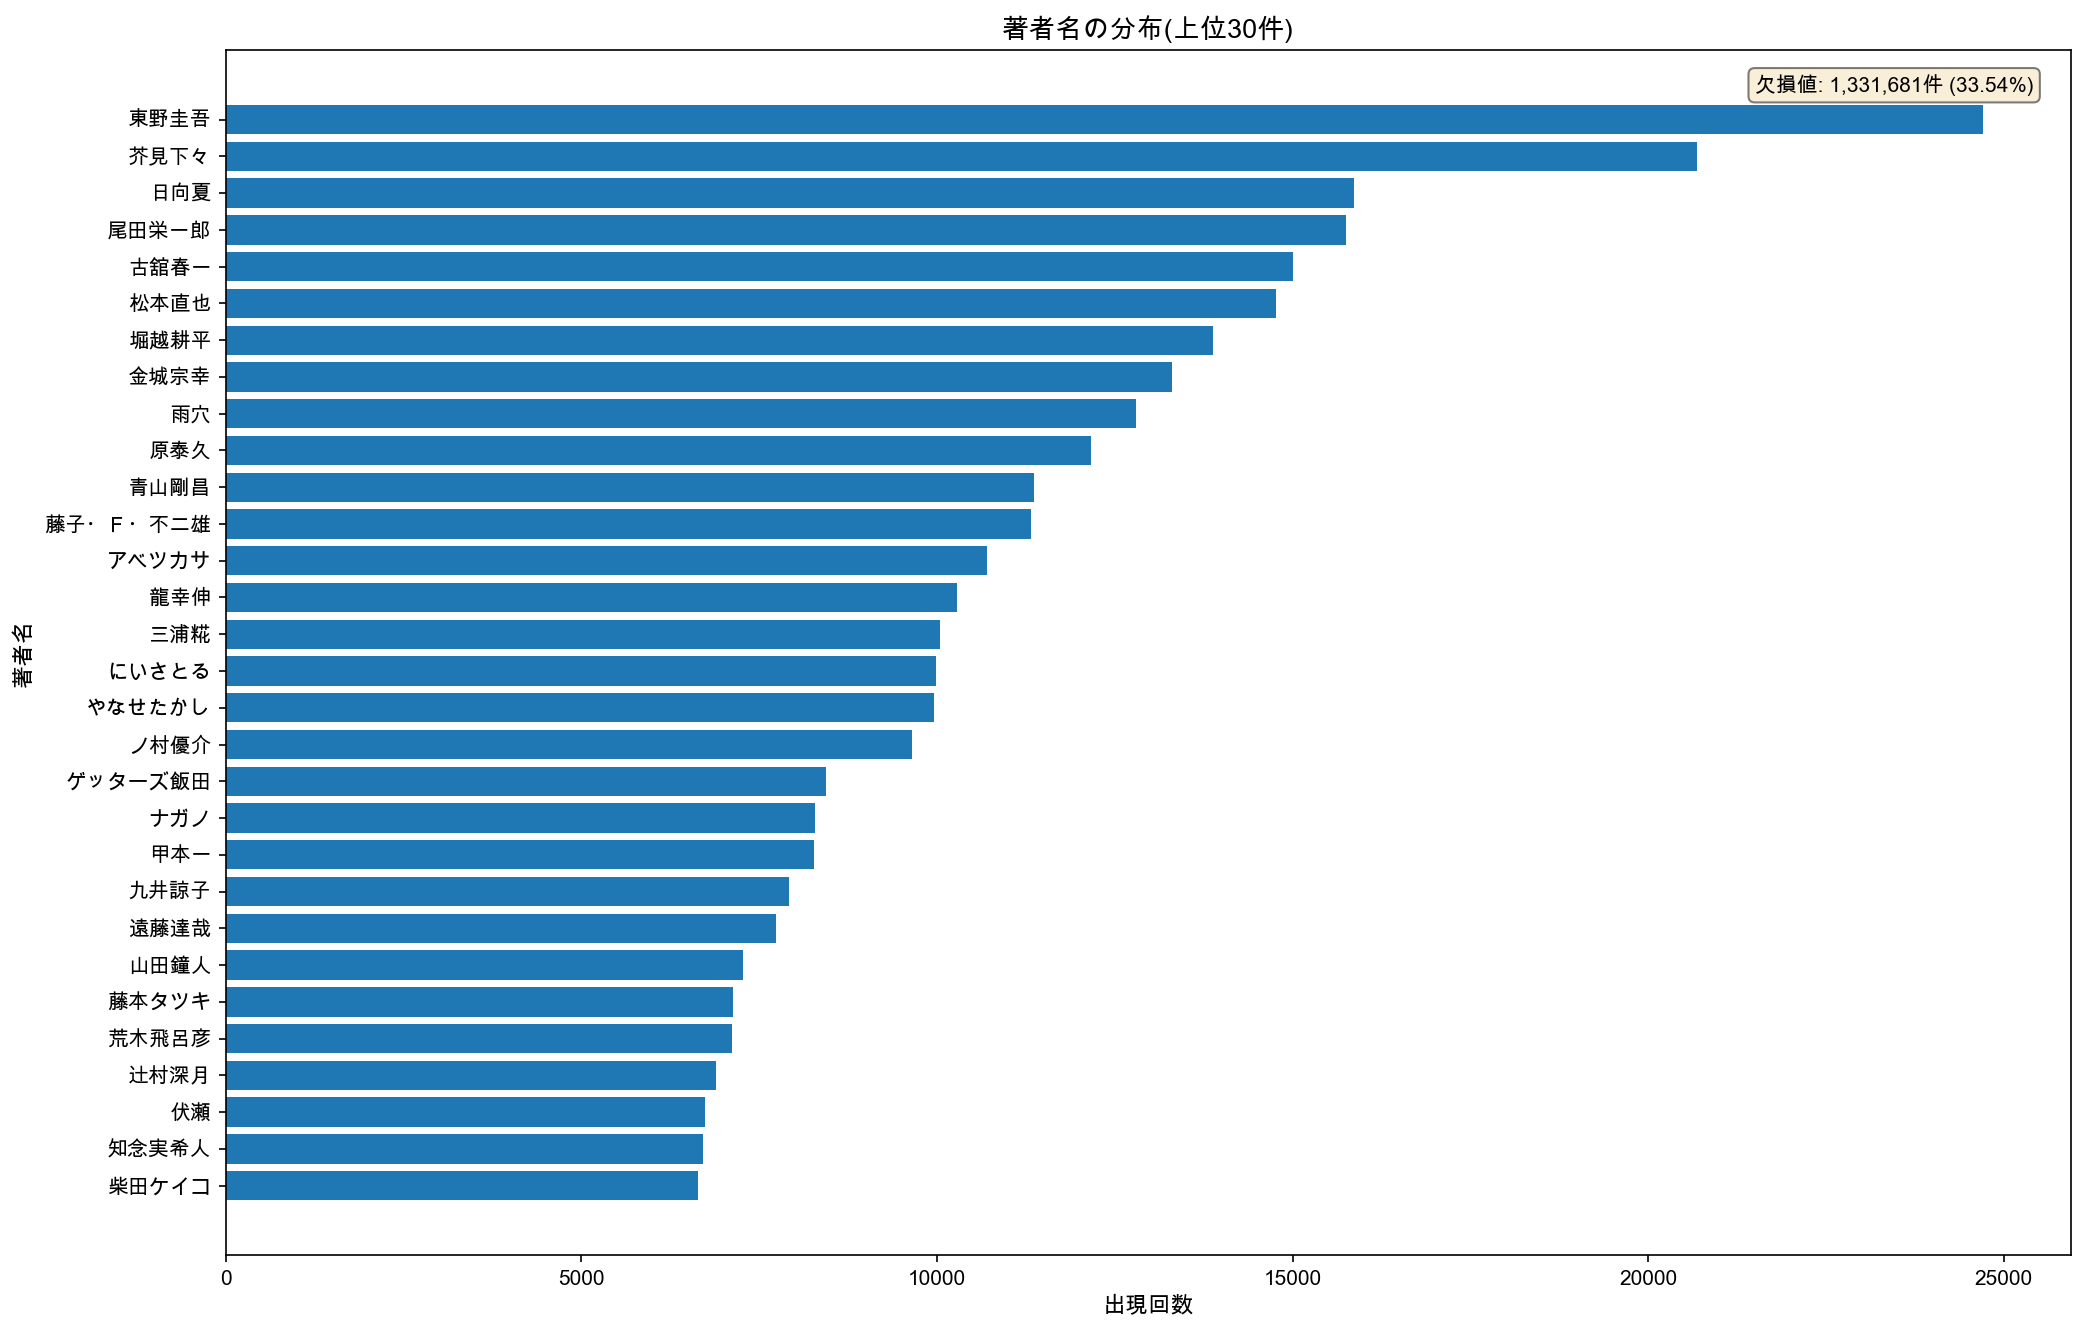 著者名の分布(上位30件)
欠損値: 1,331,681件 (33.54%)
著者名
東野圭吾
芥見下々
日向夏
尾田栄一郎
古舘春一
松本直也
堀越耕平
金城宗幸
雨穴
原泰久
青山剛昌
藤子・F・不二雄
アベツカサ
龍幸伸
三浦糀
にいさとる
やなせたかし
ノ村優介
ゲッターズ飯田
ナガノ
甲本一
九井諒子
遠藤達哉
山田鐘人
藤本タツキ
荒木飛呂彦
辻村深月
伏瀬
知念実希人
柴田ケイコ
0 5000 10000 15000 20000 25000
出現回数